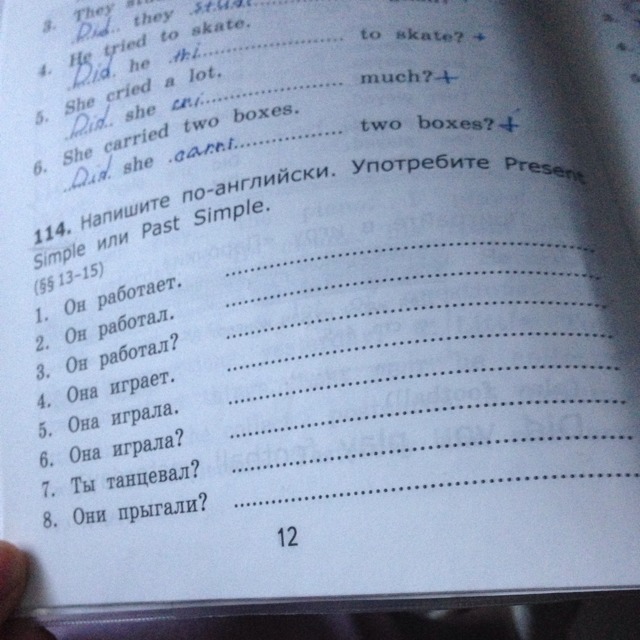 3. They
Did they
4. He tried to skate.
Did he ............ to skate? +
5. She cried a lot.
Did she ............ much? +
6. She carried two boxes.
Did she ............ two boxes? +
114. Напишите по-английски. Употребите Present
Simple или Past Simple.
(§§ 13–15)
1. Он работает. ............
2. Он работал. ............
3. Он работал? ............
4. Она играет. ............
5. Она играла. ............
6. Она играла? ............
7. Ты танцевал? ............
8. Они прыгали? ............
12